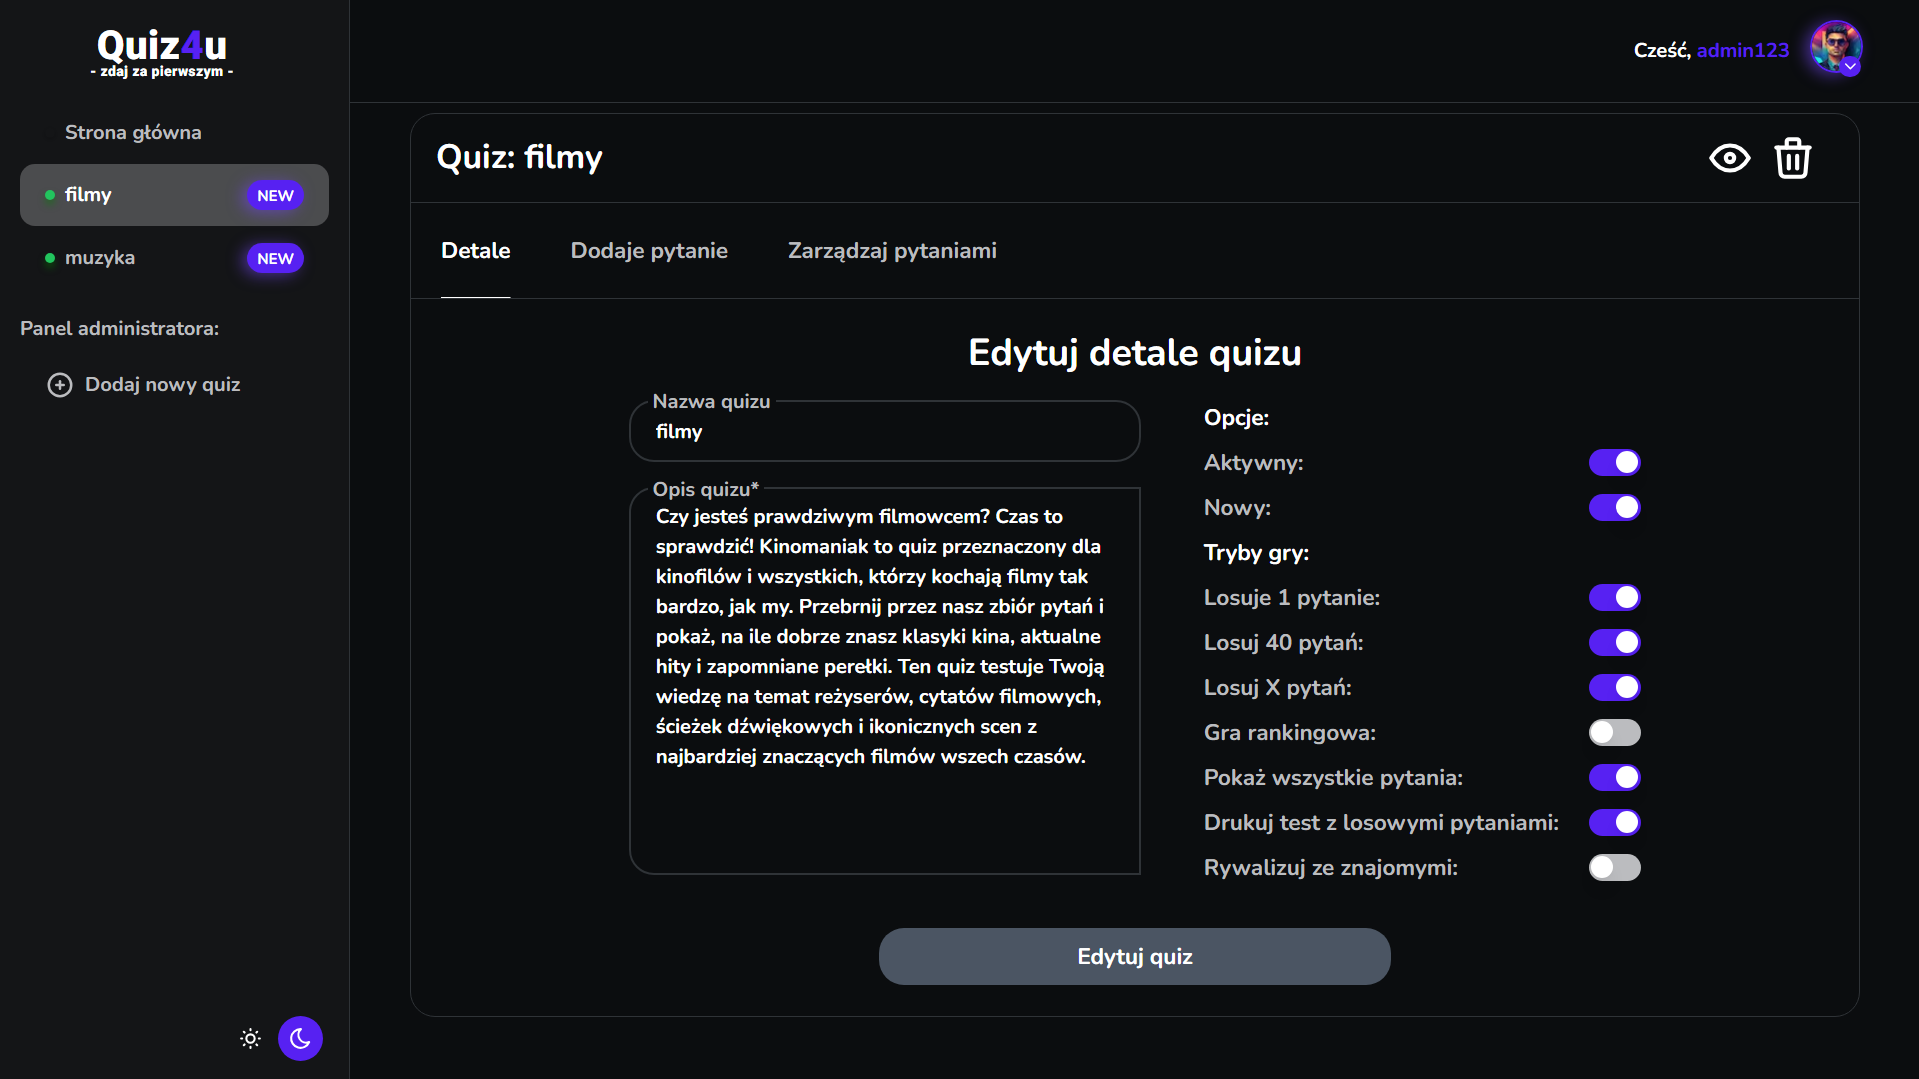 Quiz4u
- zdaj za pierwszym -
Cześć, admin123
Strona główna
filmy NEW
muzyka NEW
Panel administratora:
Dodaj nowy quiz
Quiz: filmy
Detale Dodaje pytanie Zarządzaj pytaniami
Edytuj detale quizu
Nazwa quizu
filmy
Opis quizu*
Czy jesteś prawdziwym filmowcem? Czas to
sprawdzić! Kinomaniak to quiz przeznaczony dla
kinofilów i wszystkich, którzy kochają filmy tak
bardzo, jak my. Przebrnij przez nasz zbiór pytań i
pokaż, na ile dobrze znasz klasyki kina, aktualne
hity i zapomniane perełki. Ten quiz testuje Twoją
wiedzę na temat reżyserów, cytatów filmowych,
ścieżek dźwiękowych i ikonicznych scen z
najbardziej znaczących filmów wszech czasów.
Opcje:
Aktywny:
Nowy:
Tryby gry:
Losuje 1 pytanie:
Losuj 40 pytań:
Losuj X pytań:
Gra rankingowa:
Pokaż wszystkie pytania:
Drukuj test z losowymi pytaniami:
Rywalizuj ze znajomymi:
Edytuj quiz